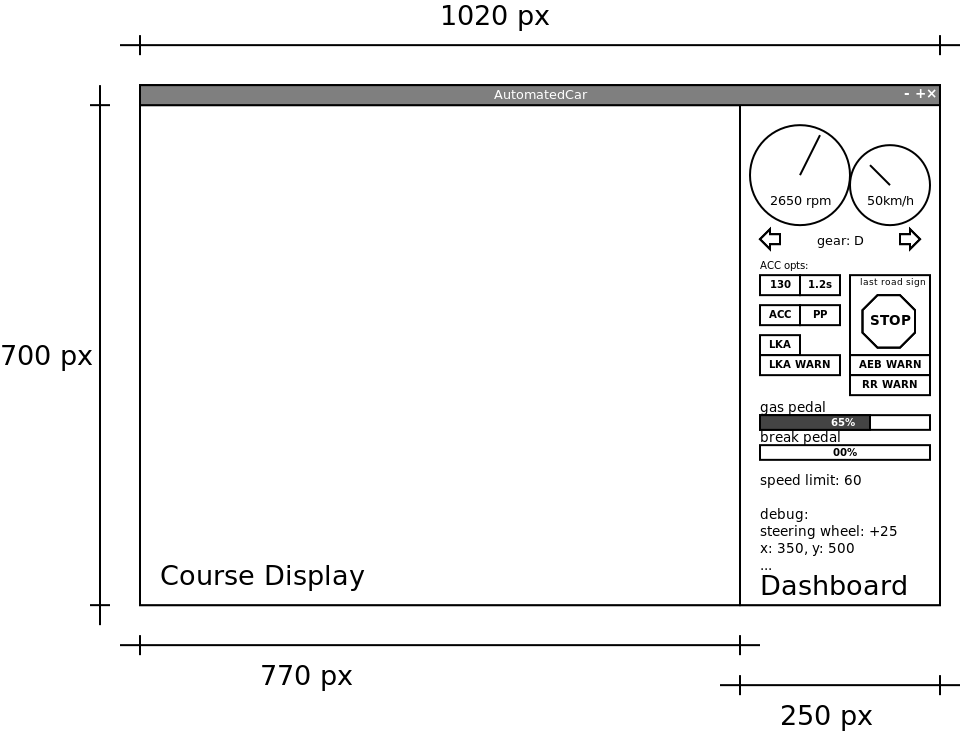 1020 px
AutomatedCar
- +×
2650 rpm
50km/h
gear: D
ACC opts:
130
1.2s
last road sign
ACC
PP
STOP
LKA
LKA WARN
AEB WARN
RR WARN
700 px
gas pedal
65%
break pedal
00%
speed limit: 60
debug:
steering wheel: +25
x: 350, y: 500
...
Course Display
Dashboard
770 px
250 px